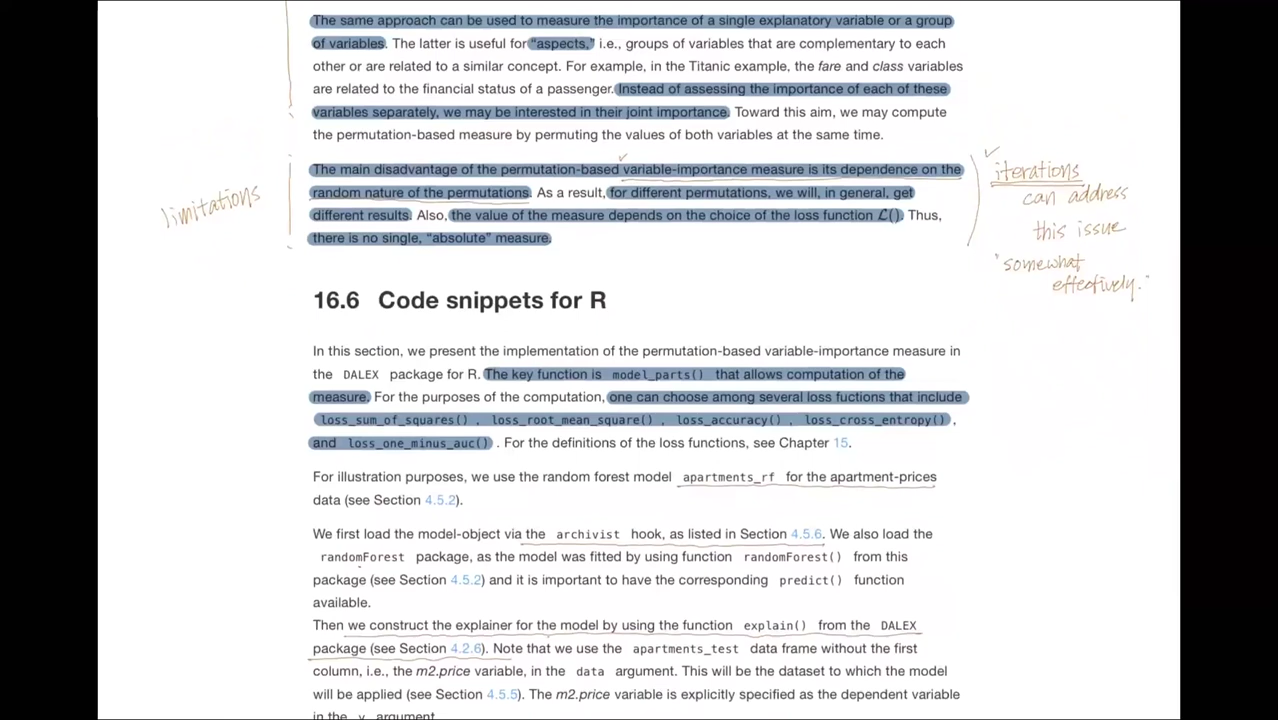 The same approach can be used to measure the importance of a single explanatory variable or a group
of variables. The latter is useful for “aspects,” i.e., groups of variables that are complementary to each
other or are related to a similar concept. For example, in the Titanic example, the fare and class variables
are related to the financial status of a passenger. Instead of assessing the importance of each of these
variables separately, we may be interested in their joint importance. Toward this aim, we may compute
the permutation-based measure by permuting the values of both variables at the same time.
The main disadvantage of the permutation-based variable-importance measure is its dependence on the
random nature of the permutations. As a result, for different permutations, we will, in general, get
different results. Also, the value of the measure depends on the choice of the loss function ℒ(). Thus,
there is no single, “absolute” measure.
limitations
iterations
can address
this issue
"somewhat
effectively."
16.6 Code snippets for R
In this section, we present the implementation of the permutation-based variable-importance measure in
the DALEX package for R. The key function is model_parts() that allows computation of the
measure. For the purposes of the computation, one can choose among several loss fuctions that include
loss_sum_of_squares() , loss_root_mean_square() , loss_accuracy() , loss_cross_entropy() ,
and loss_one_minus_auc() . For the definitions of the loss functions, see Chapter 15.
For illustration purposes, we use the random forest model apartments_rf for the apartment-prices
data (see Section 4.5.2).
We first load the model-object via the archivist hook, as listed in Section 4.5.6. We also load the
randomForest package, as the model was fitted by using function randomForest() from this
package (see Section 4.5.2) and it is important to have the corresponding predict() function
available.
Then we construct the explainer for the model by using the function explain() from the DALEX
package (see Section 4.2.6). Note that we use the apartments_test data frame without the first
column, i.e., the m2.price variable, in the data argument. This will be the dataset to which the model
will be applied (see Section 4.5.5). The m2.price variable is explicitly specified as the dependent variable
in the y argument.